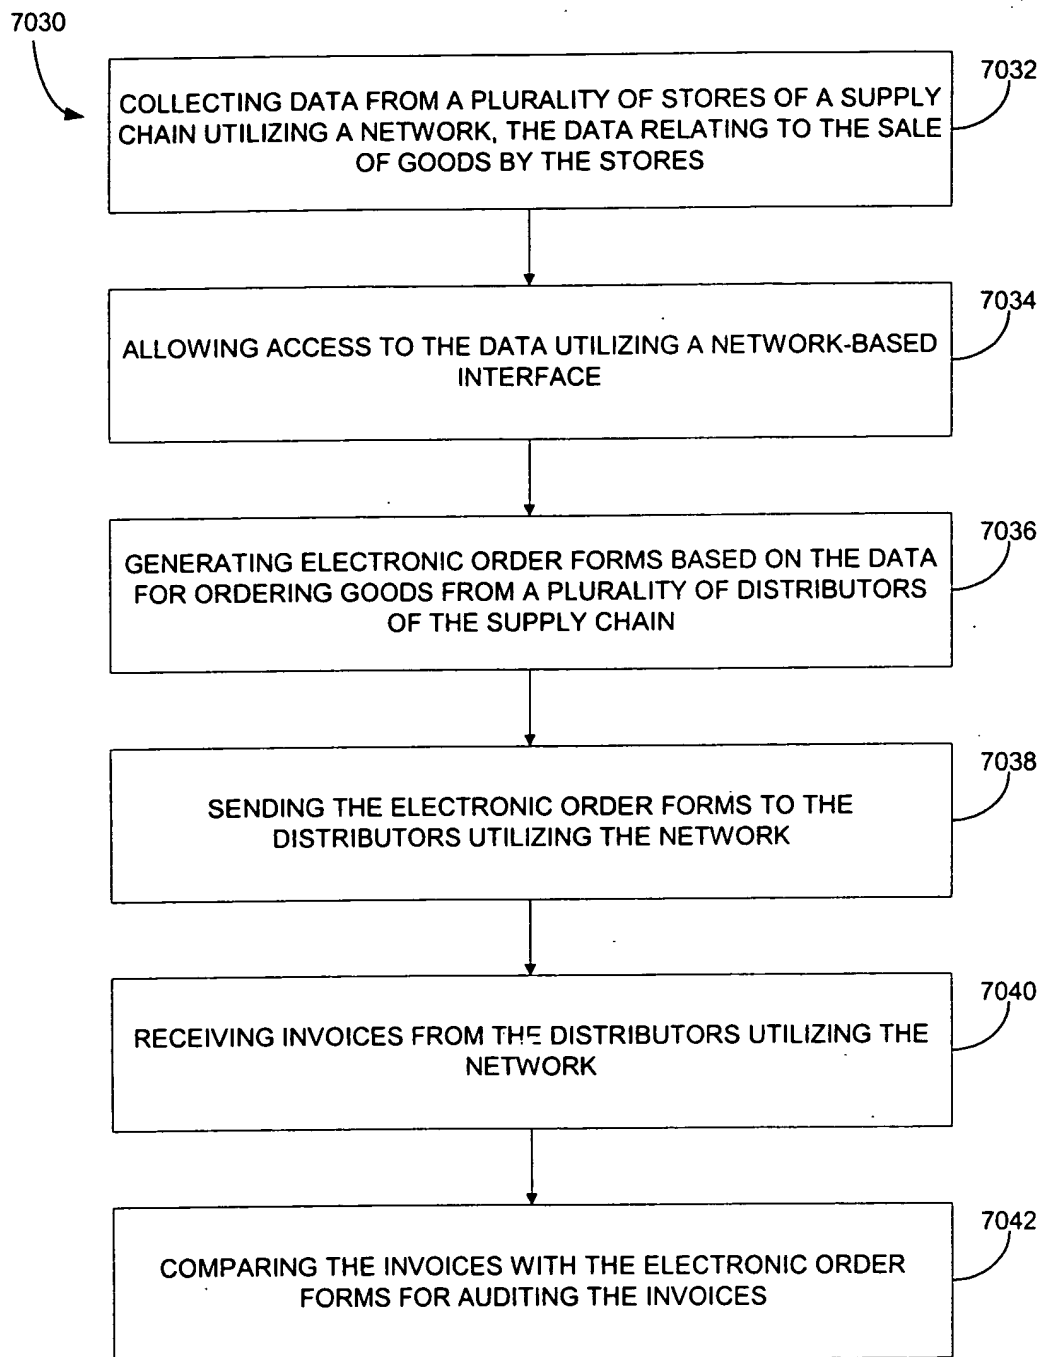 7030
7032
COLLECTING DATA FROM A PLURALITY OF STORES OF A SUPPLY
CHAIN UTILIZING A NETWORK, THE DATA RELATING TO THE SALE
OF GOODS BY THE STORES
7034
ALLOWING ACCESS TO THE DATA UTILIZING A NETWORK-BASED
INTERFACE
7036
GENERATING ELECTRONIC ORDER FORMS BASED ON THE DATA
FOR ORDERING GOODS FROM A PLURALITY OF DISTRIBUTORS
OF THE SUPPLY CHAIN
7038
SENDING THE ELECTRONIC ORDER FORMS TO THE
DISTRIBUTORS UTILIZING THE NETWORK
7040
RECEIVING INVOICES FROM THE DISTRIBUTORS UTILIZING THE
NETWORK
7042
COMPARING THE INVOICES WITH THE ELECTRONIC ORDER
FORMS FOR AUDITING THE INVOICES